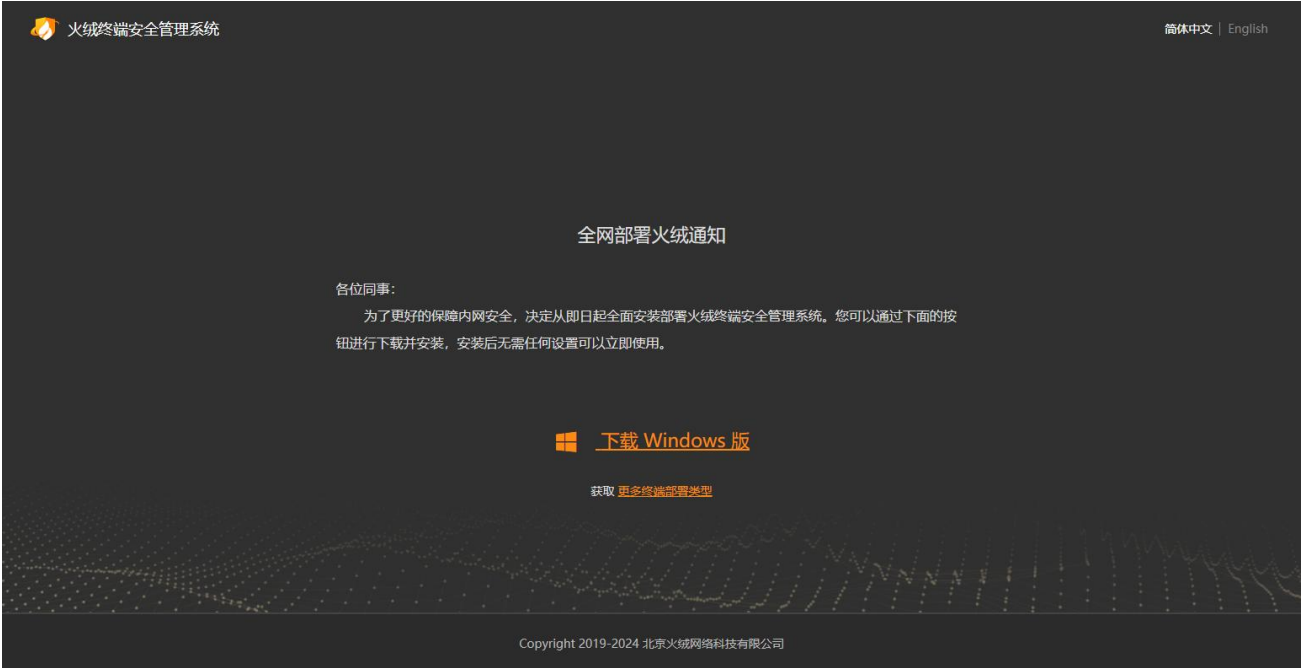 火绒终端安全管理系统
简体中文 | English
全网部署火绒通知
各位同事：
为了更好的保障内网安全，决定从即日起全面安装部署火绒终端安全管理系统。您可以通过下面的按
钮进行下载并安装，安装后无需任何设置可以立即使用。
下载 Windows 版
获取 更多终端部署类型
Copyright 2019-2024 北京火绒网络科技有限公司